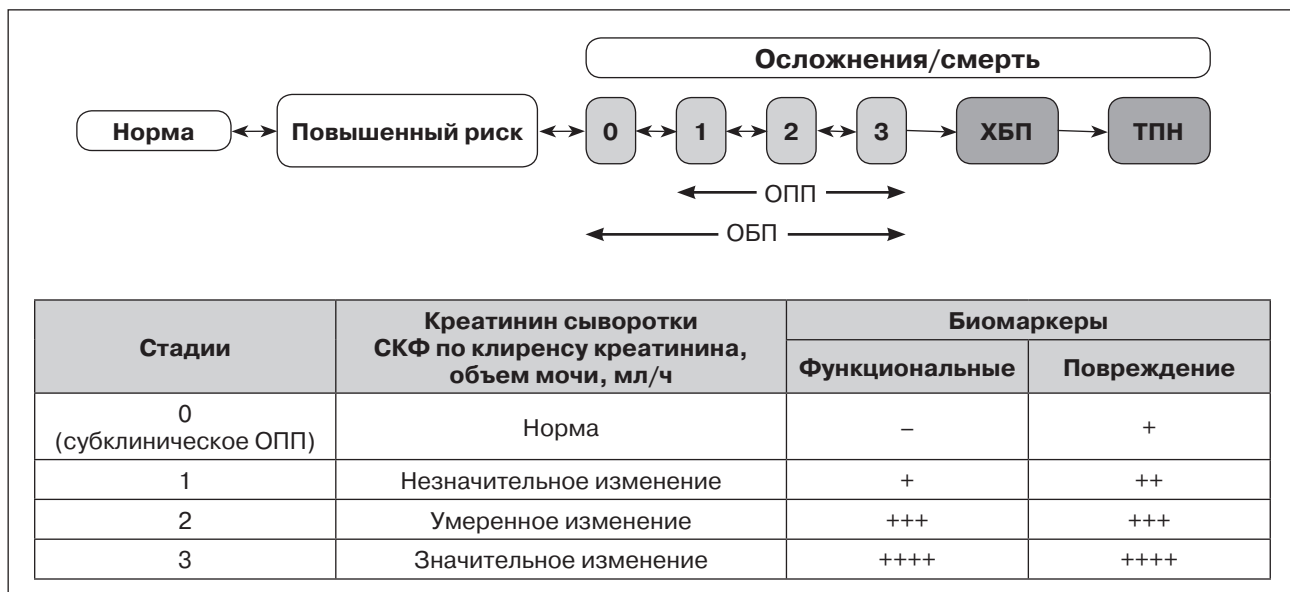 Осложнения/смерть
Норма Повышенный риск 0 1 2 3 ХБП ТПН
ОПП
ОБП
Стадии
Креатинин сыворотки
СКФ по клиренсу креатинина,
объем мочи, мл/ч
Биомаркеры
Функциональные Повреждение
0
(субклиническое ОПП)
Норма – +
1 Незначительное изменение + ++
2 Умеренное изменение +++ +++
3 Значительное изменение ++++ ++++